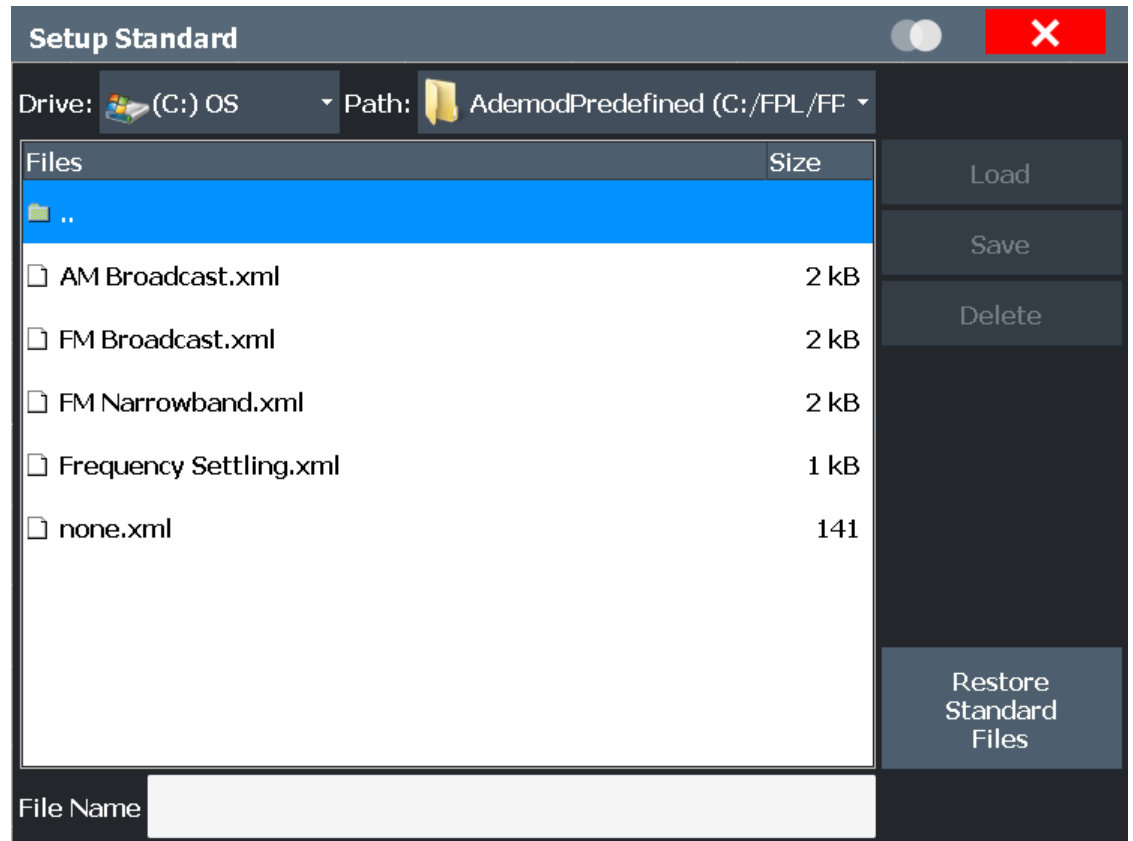 Setup Standard
Drive: (C:) OS Path: AdemodPredefined (C:/FPL/FF
Files Size
Load
..
Save
AM Broadcast.xml 2 kB
Delete
FM Broadcast.xml 2 kB
FM Narrowband.xml 2 kB
Frequency Settling.xml 1 kB
none.xml 141
Restore
Standard
Files
File Name